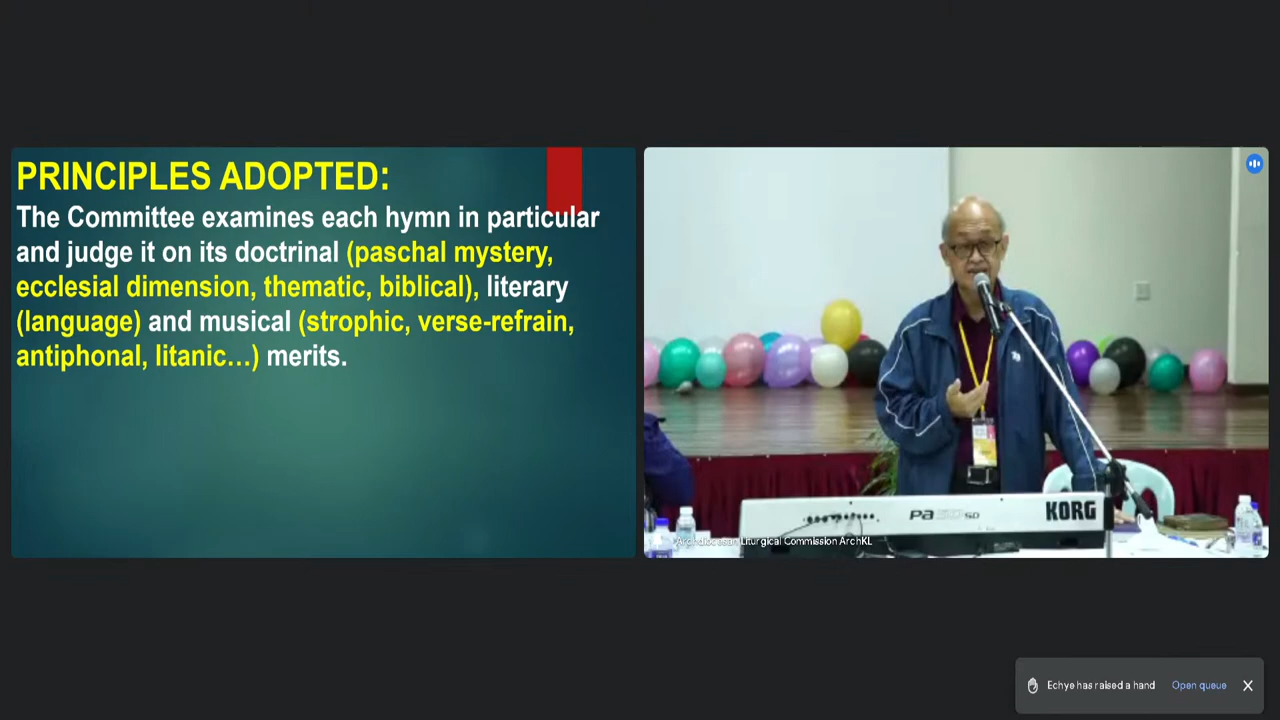 PRINCIPLES ADOPTED:
The Committee examines each hymn in particular
and judge it on its doctrinal (paschal mystery,
ecclesial dimension, thematic, biblical), literary
(language) and musical (strophic, verse-refrain,
antiphonal, litanic...) merits.
KORG
Archdiocesan Liturgical Commission ArchKL
Echye has raised a hand
Open queue